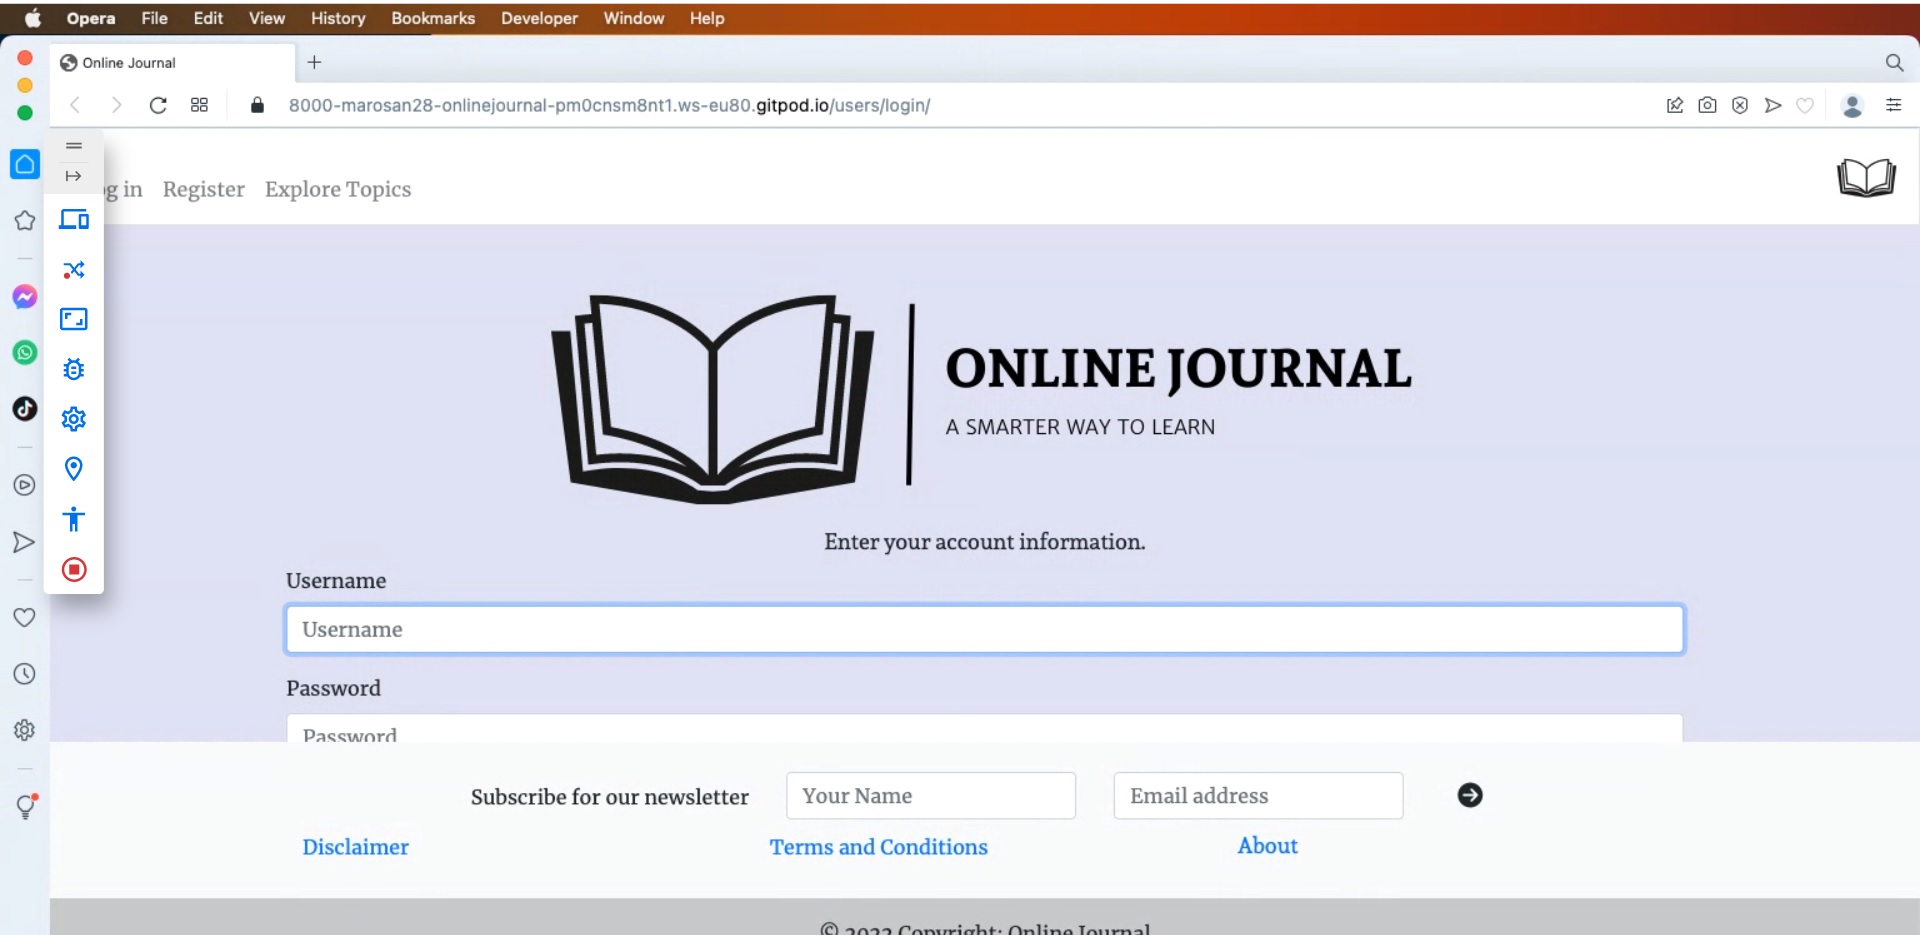 Opera File Edit View History Bookmarks Developer Window Help
Online Journal
8000-marosan28-onlinejournal-pm0cnsm8nt1.ws-eu80.gitpod.io/users/login/
g in Register Explore Topics
ONLINE JOURNAL
A SMARTER WAY TO LEARN
Enter your account information.
Username
Username
Password
Password
Subscribe for our newsletter Your Name Email address
Disclaimer Terms and Conditions About
© 2022 Copyright: Online Journal